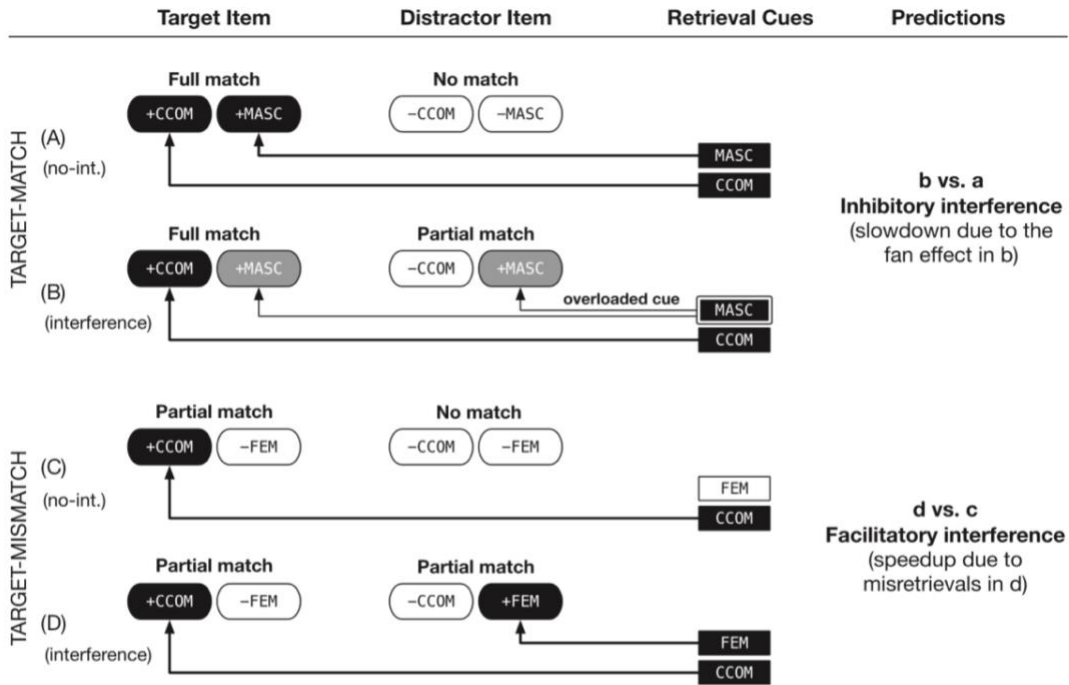 Target Item Distractor Item Retrieval Cues Predictions
TARGET-MATCH
Full match No match
(A) +CCOM +MASC −CCOM −MASC
(no-int.) MASC
CCOM
Full match Partial match
+CCOM +MASC −CCOM +MASC
(B) overloaded cue MASC
(interference) CCOM
b vs. a
Inhibitory interference
(slowdown due to the
fan effect in b)
TARGET-MISMATCH
Partial match No match
+CCOM −FEM −CCOM −FEM
(C) FEM
(no-int.) CCOM
Partial match Partial match
+CCOM −FEM −CCOM +FEM
(D) FEM
(interference) CCOM
d vs. c
Facilitatory interference
(speedup due to
misretrievals in d)